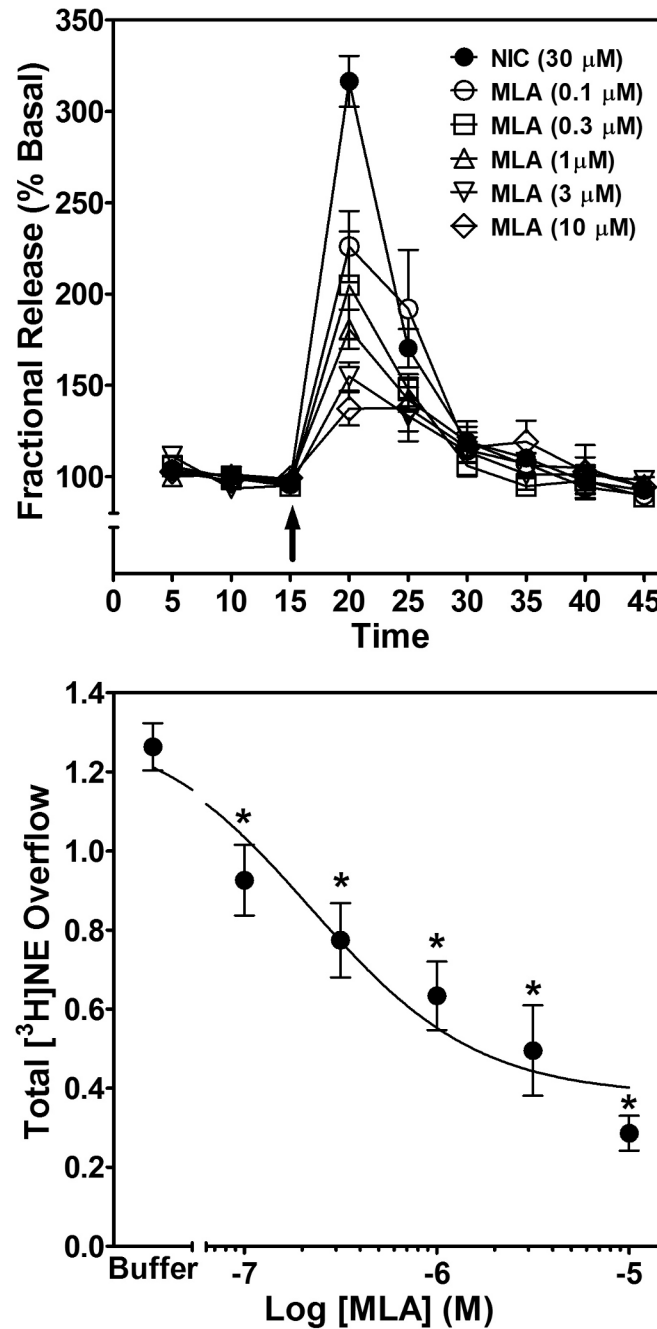 Fractional Release (% Basal)
350
300
250
200
150
100
NIC (30 μM)
MLA (0.1 μM)
MLA (0.3 μM)
MLA (1μM)
MLA (3 μM)
MLA (10 μM)
0 5 10 15 20 25 30 35 40 45
Time
Total [³H]NE Overflow
1.4
1.2
1.0
0.8
0.6
0.4
0.2
0.0
* * * * *
Buffer -7 -6 -5
Log [MLA] (M)